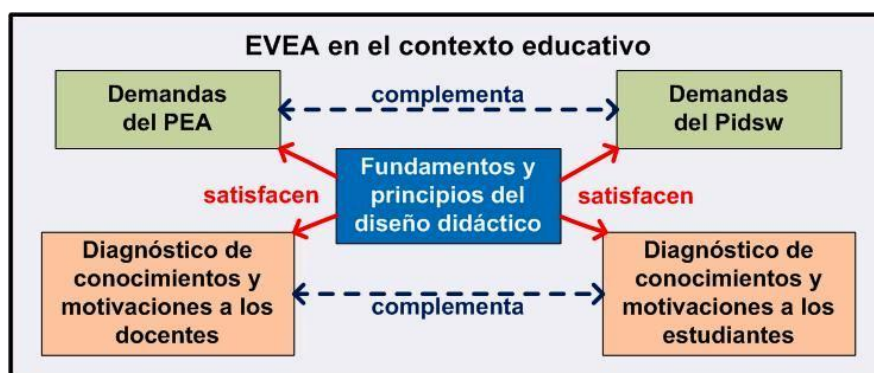 EVEA en el contexto educativo
Demandas
del PEA
complementa
Demandas
del Pidsw
Fundamentos y
principios del
diseño didáctico
satisfacen
satisfacen
Diagnóstico de
conocimientos y
motivaciones a los
docentes
complementa
Diagnóstico de
conocimientos y
motivaciones a los
estudiantes